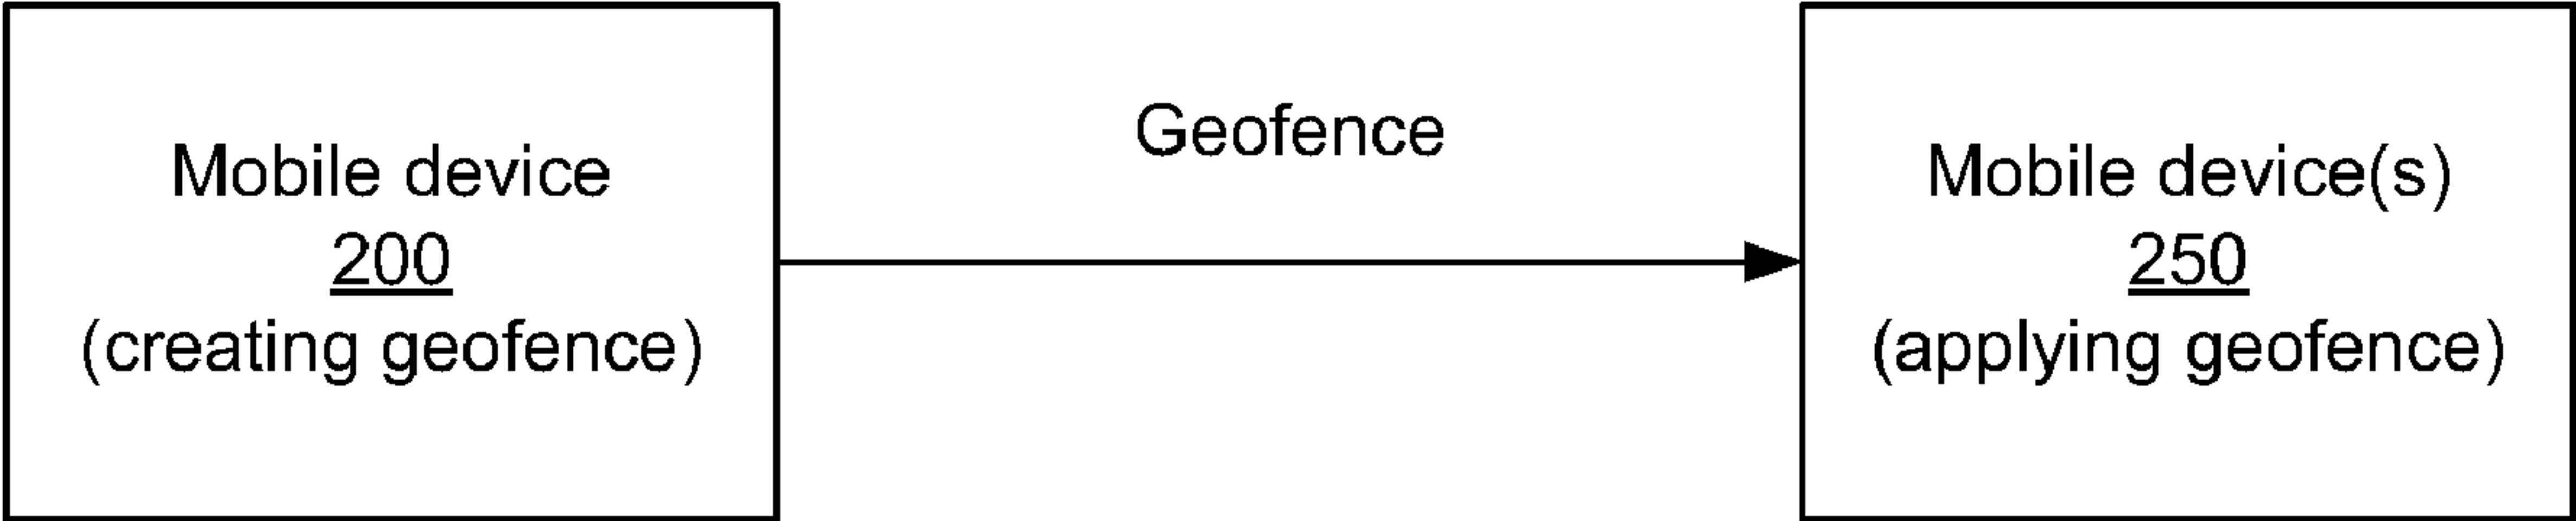 Mobile device
200
(creating geofence)
Geofence
Mobile device(s)
250
(applying geofence)